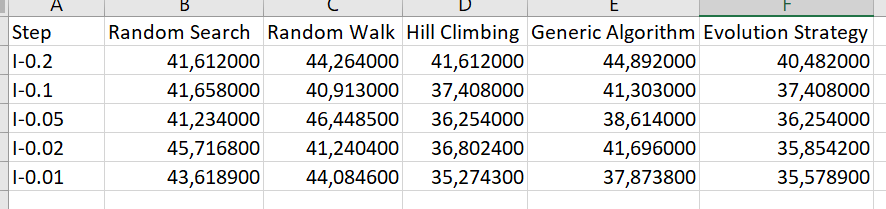 A B C D E F
Step Random Search Random Walk Hill Climbing Generic Algorithm Evolution Strategy
I-0.2 41,612000 44,264000 41,612000 44,892000 40,482000
I-0.1 41,658000 40,913000 37,408000 41,303000 37,408000
I-0.05 41,234000 46,448500 36,254000 38,614000 36,254000
I-0.02 45,716800 41,240400 36,802400 41,696000 35,854200
I-0.01 43,618900 44,084600 35,274300 37,873800 35,578900